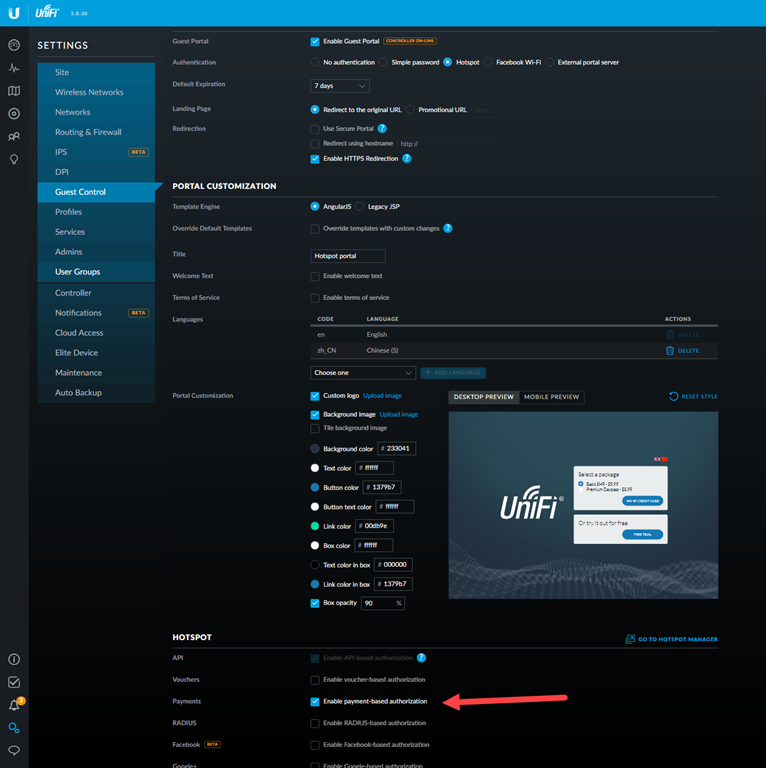 UniFi 5.8.30
SETTINGS
Site
Wireless Networks
Networks
Routing & Firewall
IPS BETA
DPI
Guest Control
Profiles
Services
Admins
User Groups
Controller
Notifications BETA
Cloud Access
Elite Device
Maintenance
Auto Backup
2
Guest Portal Enable Guest Portal CONTROLLER ON-LINE
Authentication No authentication Simple password Hotspot Facebook Wi-Fi External portal server
Default Expiration 7 days
Landing Page Redirect to the original URL Promotional URL
Redirection Use Secure Portal ?
Redirect using hostname http://
Enable HTTPS Redirection ?
PORTAL CUSTOMIZATION
Template Engine AngularJS Legacy JSP
Override Default Templates Override templates with custom changes ?
Title Hotspot portal
Welcome Text Enable welcome text
Terms of Service Enable terms of service
Languages CODE LANGUAGE ACTIONS
en English DELETE
zh_CN Chinese (S) DELETE
Choose one + ADD LANGUAGE
Portal Customization Custom logo Upload image DESKTOP PREVIEW MOBILE PREVIEW RESET STYLE
Background image Upload image
Tile background image
Background color # 233041
Text color # ffffff
Button color # 1379b7
Button text color # ffffff
Link color # 00db9e
Box color # ffffff
Text color in box # 000000
Link color in box # 1379b7
Box opacity 90 %
UniFi
Select a package
Basic 8HR - $5.99
PAY BY CREDIT CARD
Or try it out for free
FREE TRIAL
HOTSPOT GO TO HOTSPOT MANAGER
API Enable API-based authorization ?
Vouchers Enable voucher-based authorization
Payments Enable payment-based authorization
RADIUS Enable RADIUS-based authorization
Facebook BETA Enable Facebook-based authorization
Google+ Enable Google-based authorization